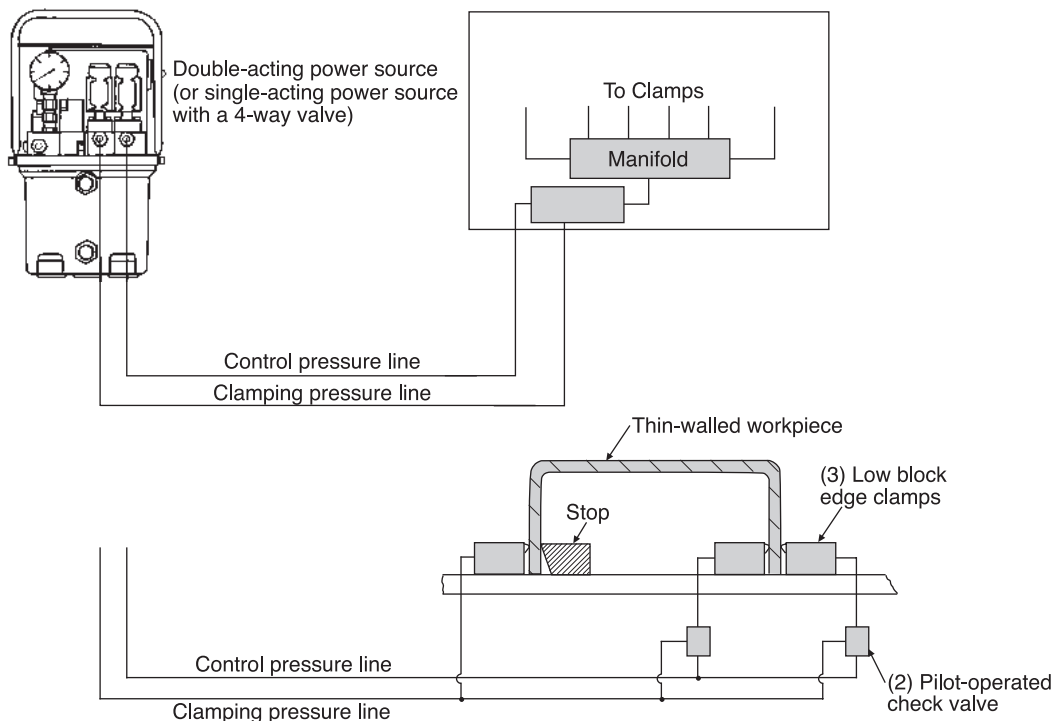 Double-acting power source
(or single-acting power source
with a 4-way valve)
To Clamps
Manifold
Control pressure line
Clamping pressure line
Thin-walled workpiece
(3) Low block
edge clamps
Stop
Control pressure line
(2) Pilot-operated
check valve
Clamping pressure line